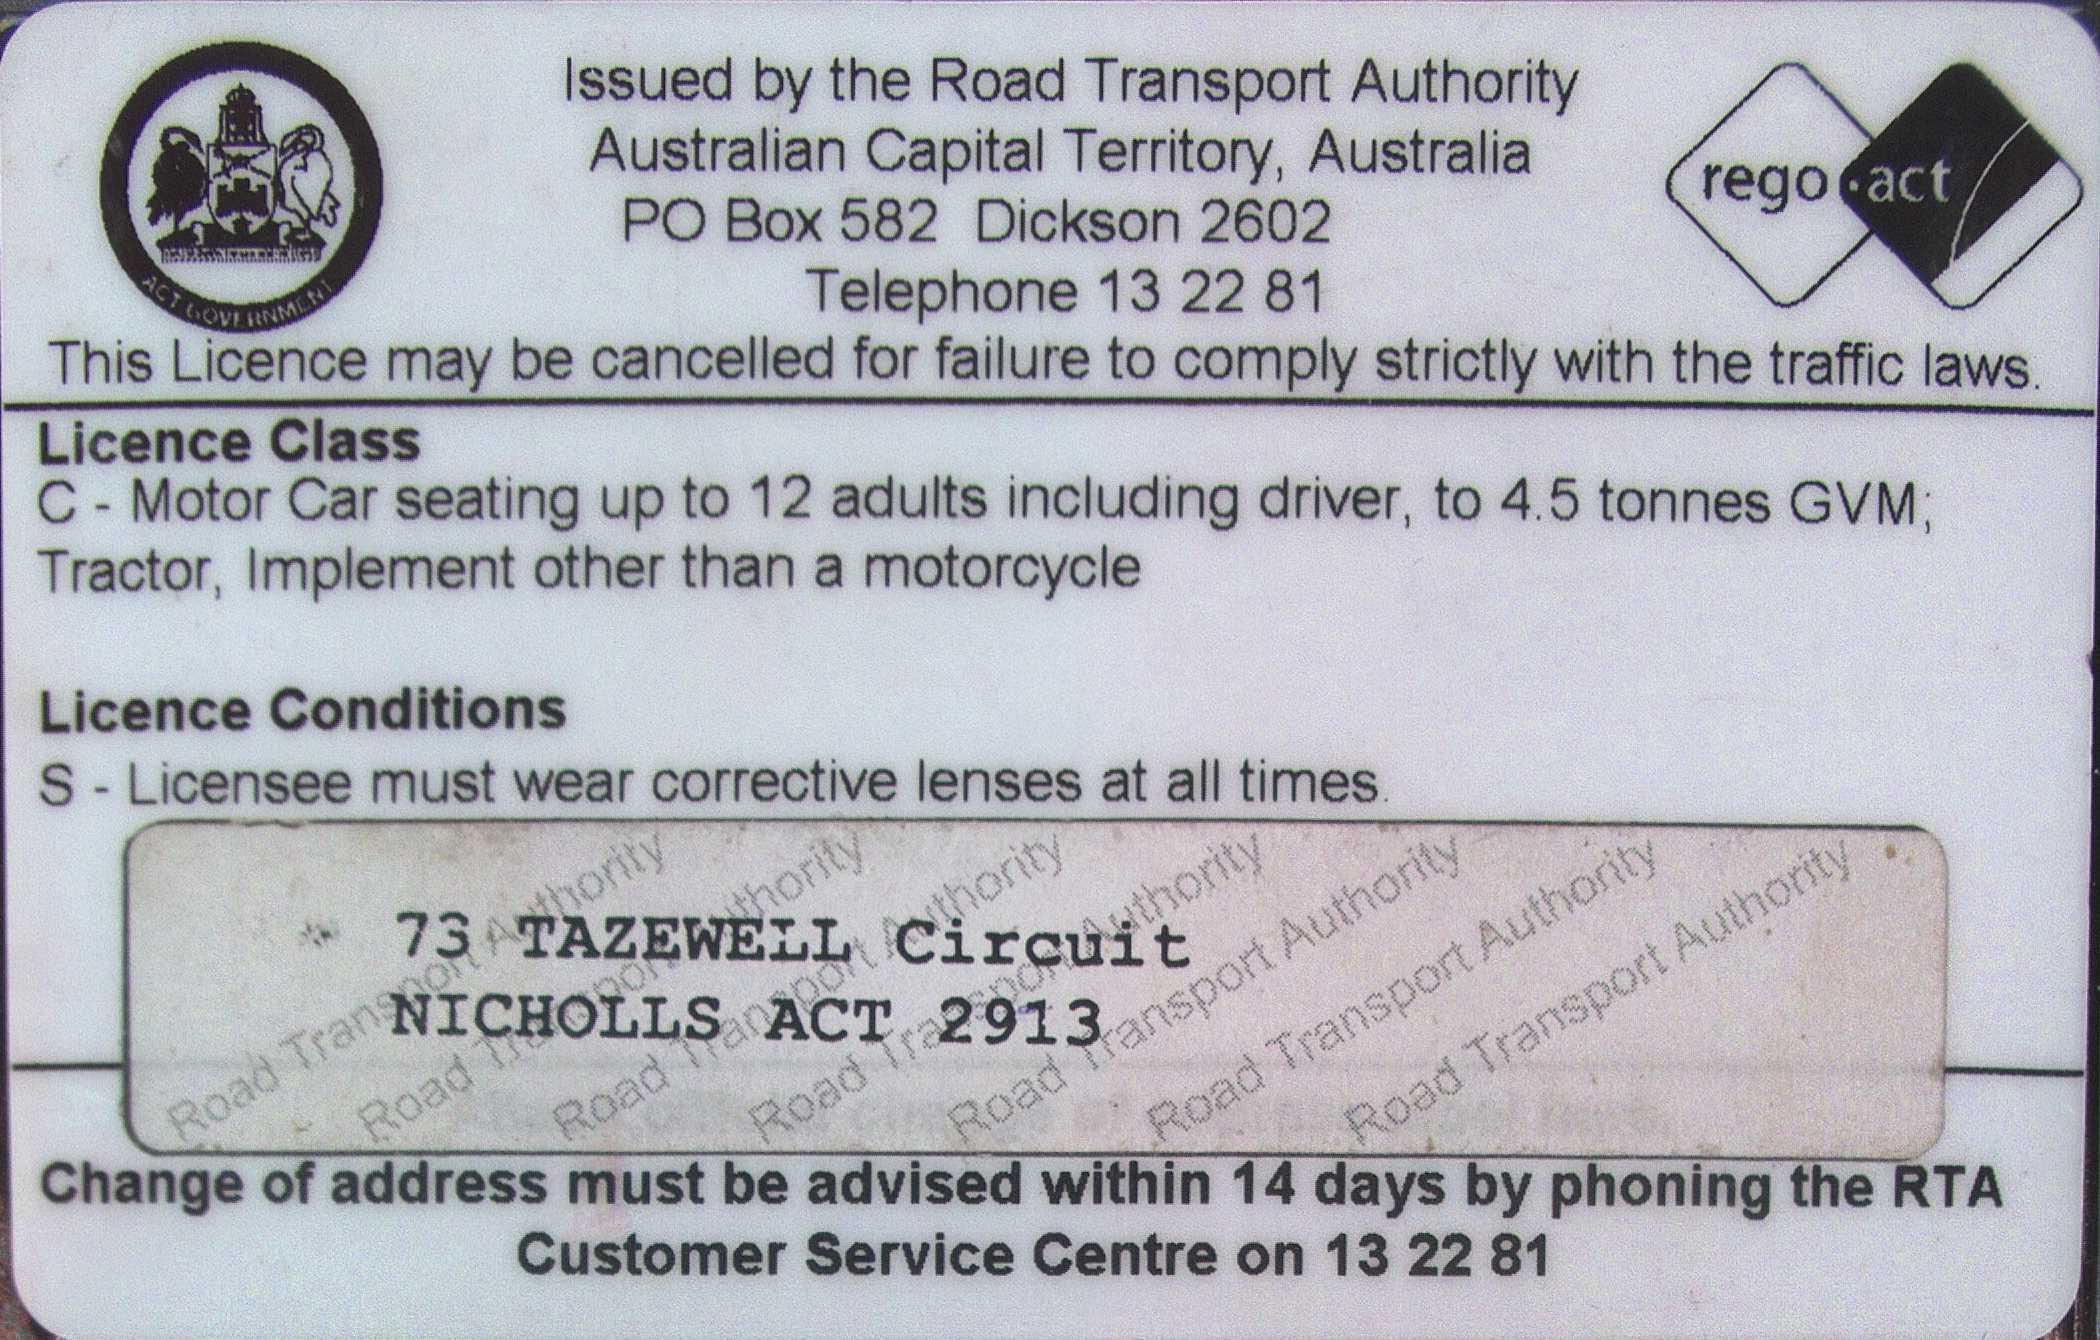 Issued by the Road Transport Authority
Australian Capital Territory, Australia
PO Box 582 Dickson 2602
Telephone 13 22 81
ACT GOVERNMENT
rego·act
This Licence may be cancelled for failure to comply strictly with the traffic laws.
Licence Class
C - Motor Car seating up to 12 adults including driver, to 4.5 tonnes GVM;
Tractor, Implement other than a motorcycle
Licence Conditions
S - Licensee must wear corrective lenses at all times.
73 TAZEWELL Circuit
NICHOLLS ACT 2913
Road Transport Authority
Road Transport Authority
Road Transport Authority
Road Transport Authority
Road Transport Authority
Road Transport Authority
Road Transport Authority
Change of address must be advised within 14 days by phoning the RTA
Customer Service Centre on 13 22 81